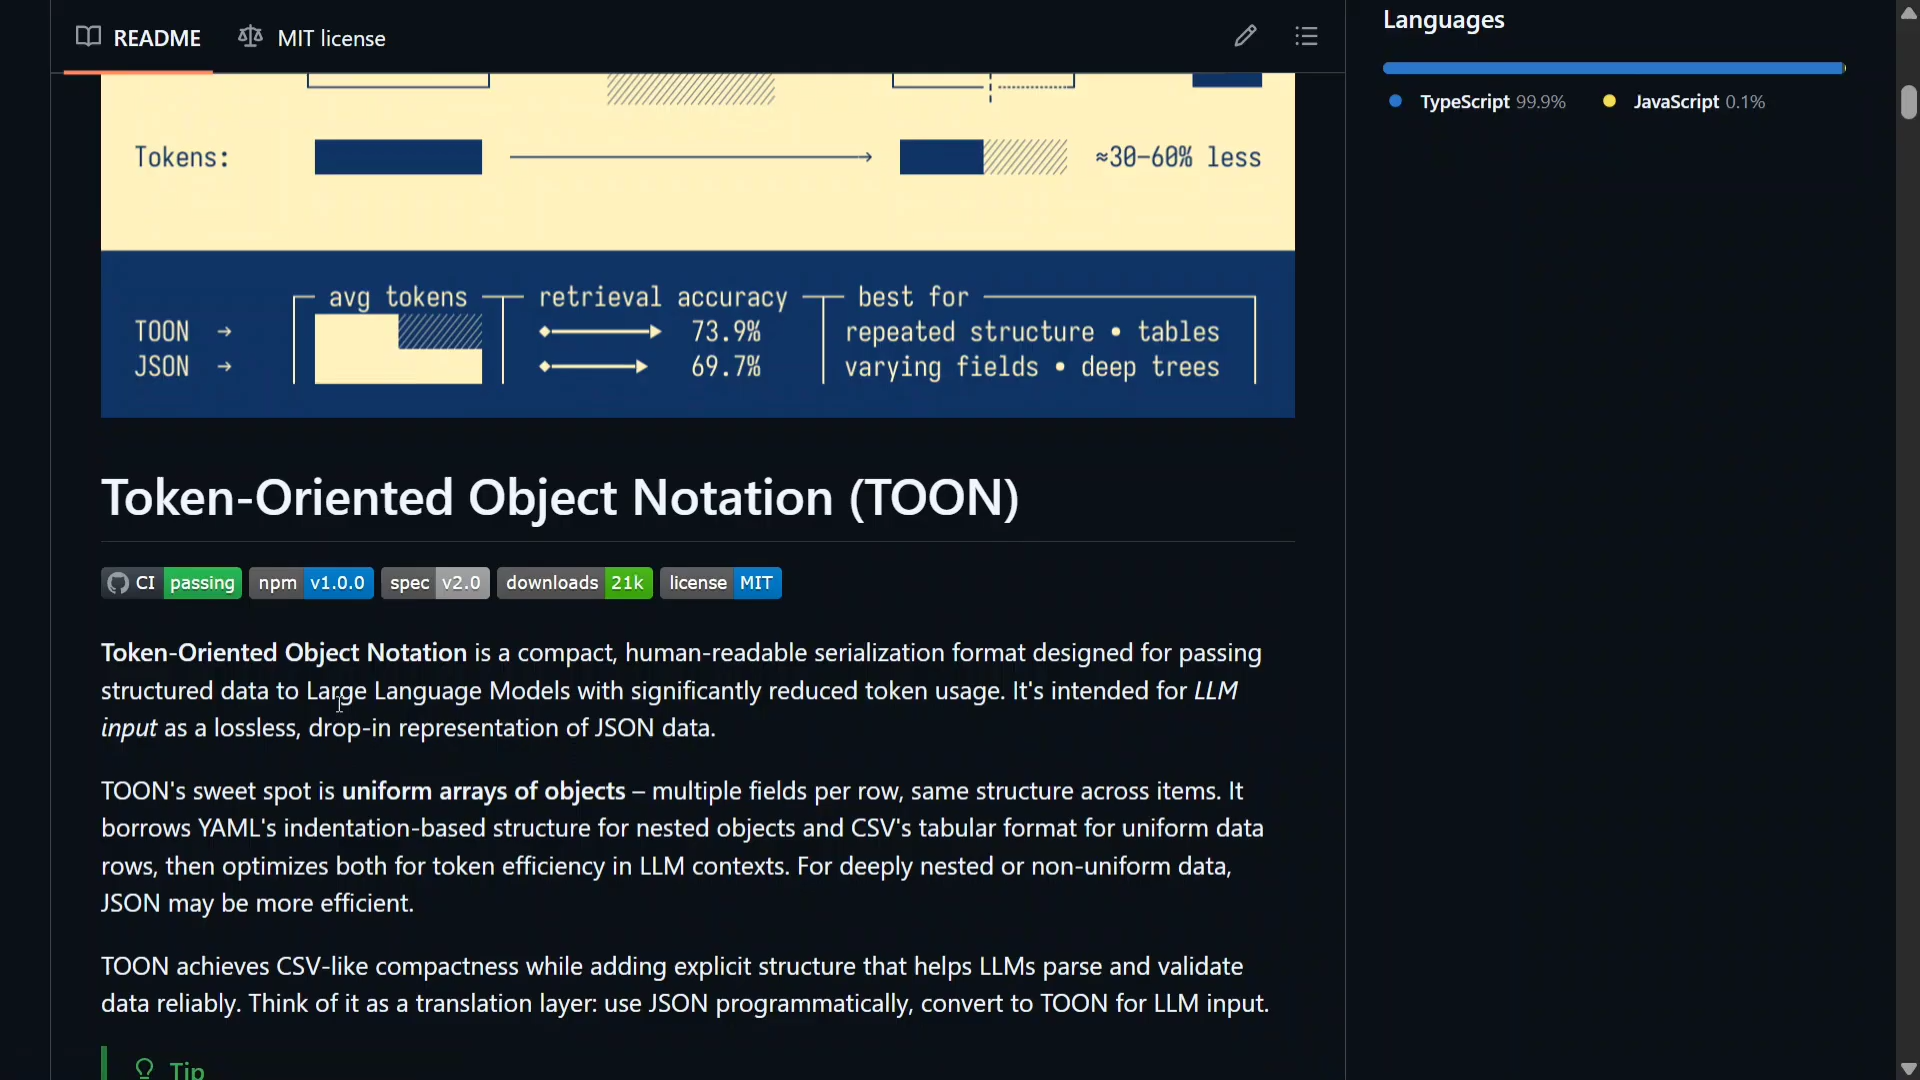 README
MIT license
Languages
TypeScript 99.9%
JavaScript 0.1%
Tokens:
≈30–60% less
avg tokens
retrieval accuracy
best for
TOON →
73.9%
repeated structure • tables
JSON →
69.7%
varying fields • deep trees
Token-Oriented Object Notation (TOON)
CI passing
npm v1.0.0
spec v2.0
downloads 21k
license MIT
Token-Oriented Object Notation is a compact, human-readable serialization format designed for passing
structured data to Large Language Models with significantly reduced token usage. It's intended for LLM
input as a lossless, drop-in representation of JSON data.
TOON's sweet spot is uniform arrays of objects – multiple fields per row, same structure across items. It
borrows YAML's indentation-based structure for nested objects and CSV's tabular format for uniform data
rows, then optimizes both for token efficiency in LLM contexts. For deeply nested or non-uniform data,
JSON may be more efficient.
TOON achieves CSV-like compactness while adding explicit structure that helps LLMs parse and validate
data reliably. Think of it as a translation layer: use JSON programmatically, convert to TOON for LLM input.
Tip